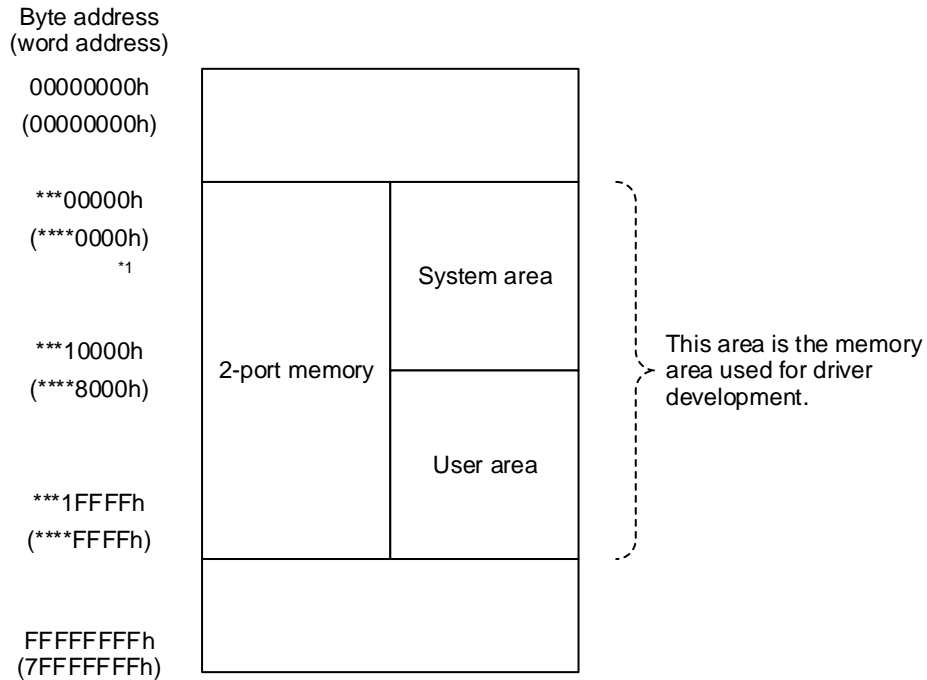 Byte address
(word address)
00000000h
(00000000h)
***00000h
(****0000h)
*1
System area
***10000h
(****8000h)
2-port memory
This area is the memory
area used for driver
development.
User area
***1FFFFh
(****FFFFh)
FFFFFFFFh
(7FFFFFFFh)